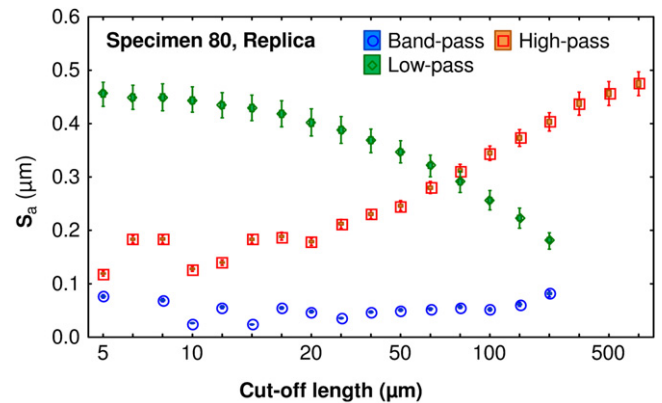 Specimen 80, Replica
Band-pass
High-pass
Low-pass
0.6
0.5
0.4
0.3
0.2
0.1
0.0
Sa (µm)
5 10 20 50 100 500
Cut-off length (µm)